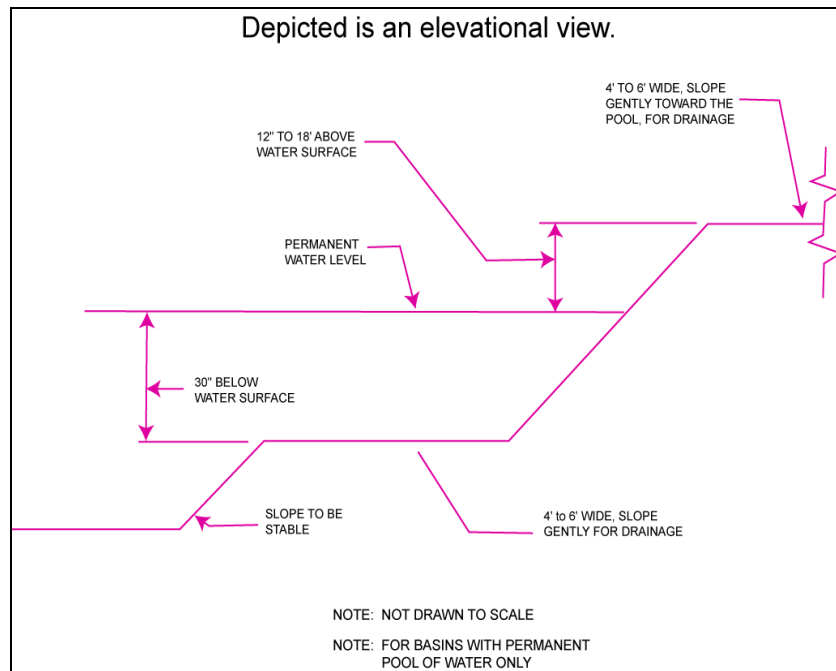 Depicted is an elevational view.
4' TO 6' WIDE, SLOPE
GENTLY TOWARD THE
POOL, FOR DRAINAGE
12" TO 18' ABOVE
WATER SURFACE
PERMANENT
WATER LEVEL
30" BELOW
WATER SURFACE
SLOPE TO BE
STABLE
4' to 6' WIDE, SLOPE
GENTLY FOR DRAINAGE
NOTE: NOT DRAWN TO SCALE
NOTE: FOR BASINS WITH PERMANENT
POOL OF WATER ONLY